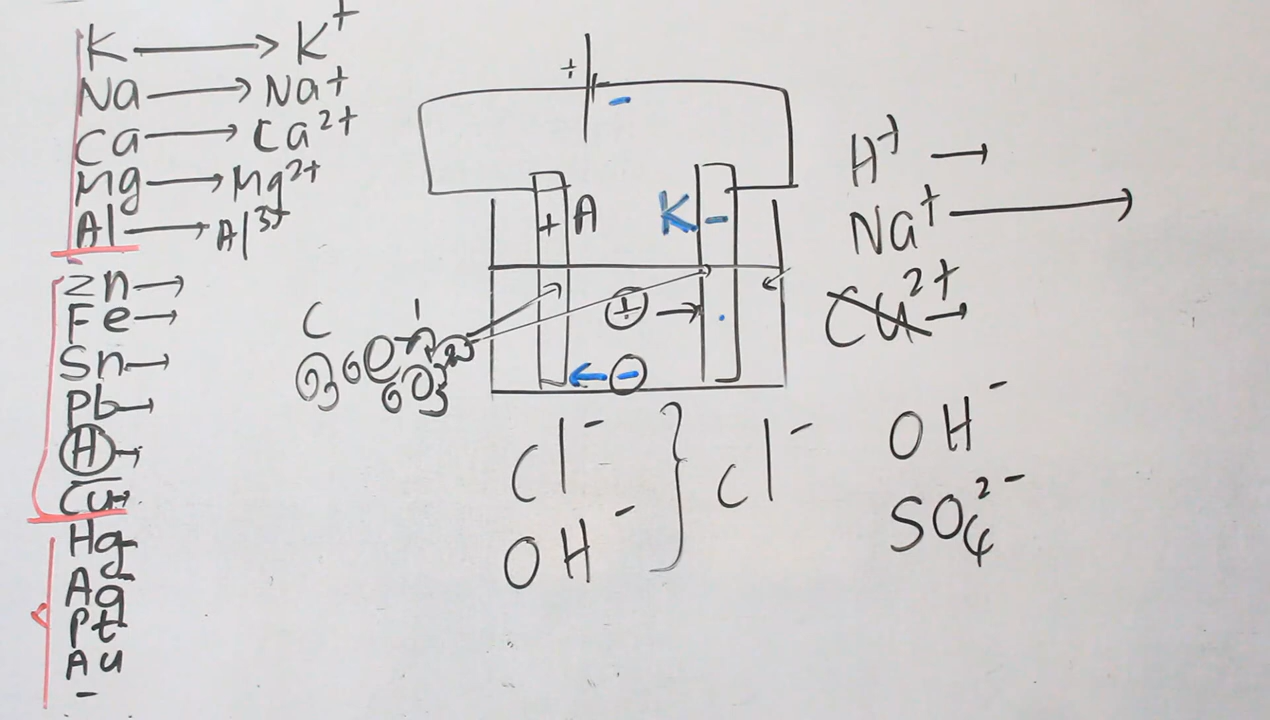 K → K⁺
Na → Na⁺
Ca → Ca²⁺
Mg → Mg²⁺
Al → Al³⁺
Zn →
Fe →
Sn →
Pb →
H →
Cu →
Hg
Ag
Pt
Au
+
-
+ A
K -
+ →
← -
C
Cl⁻
OH⁻
} Cl⁻
H⁺ →
Na⁺ →
Cu²⁺ →
OH⁻
SO₄²⁻